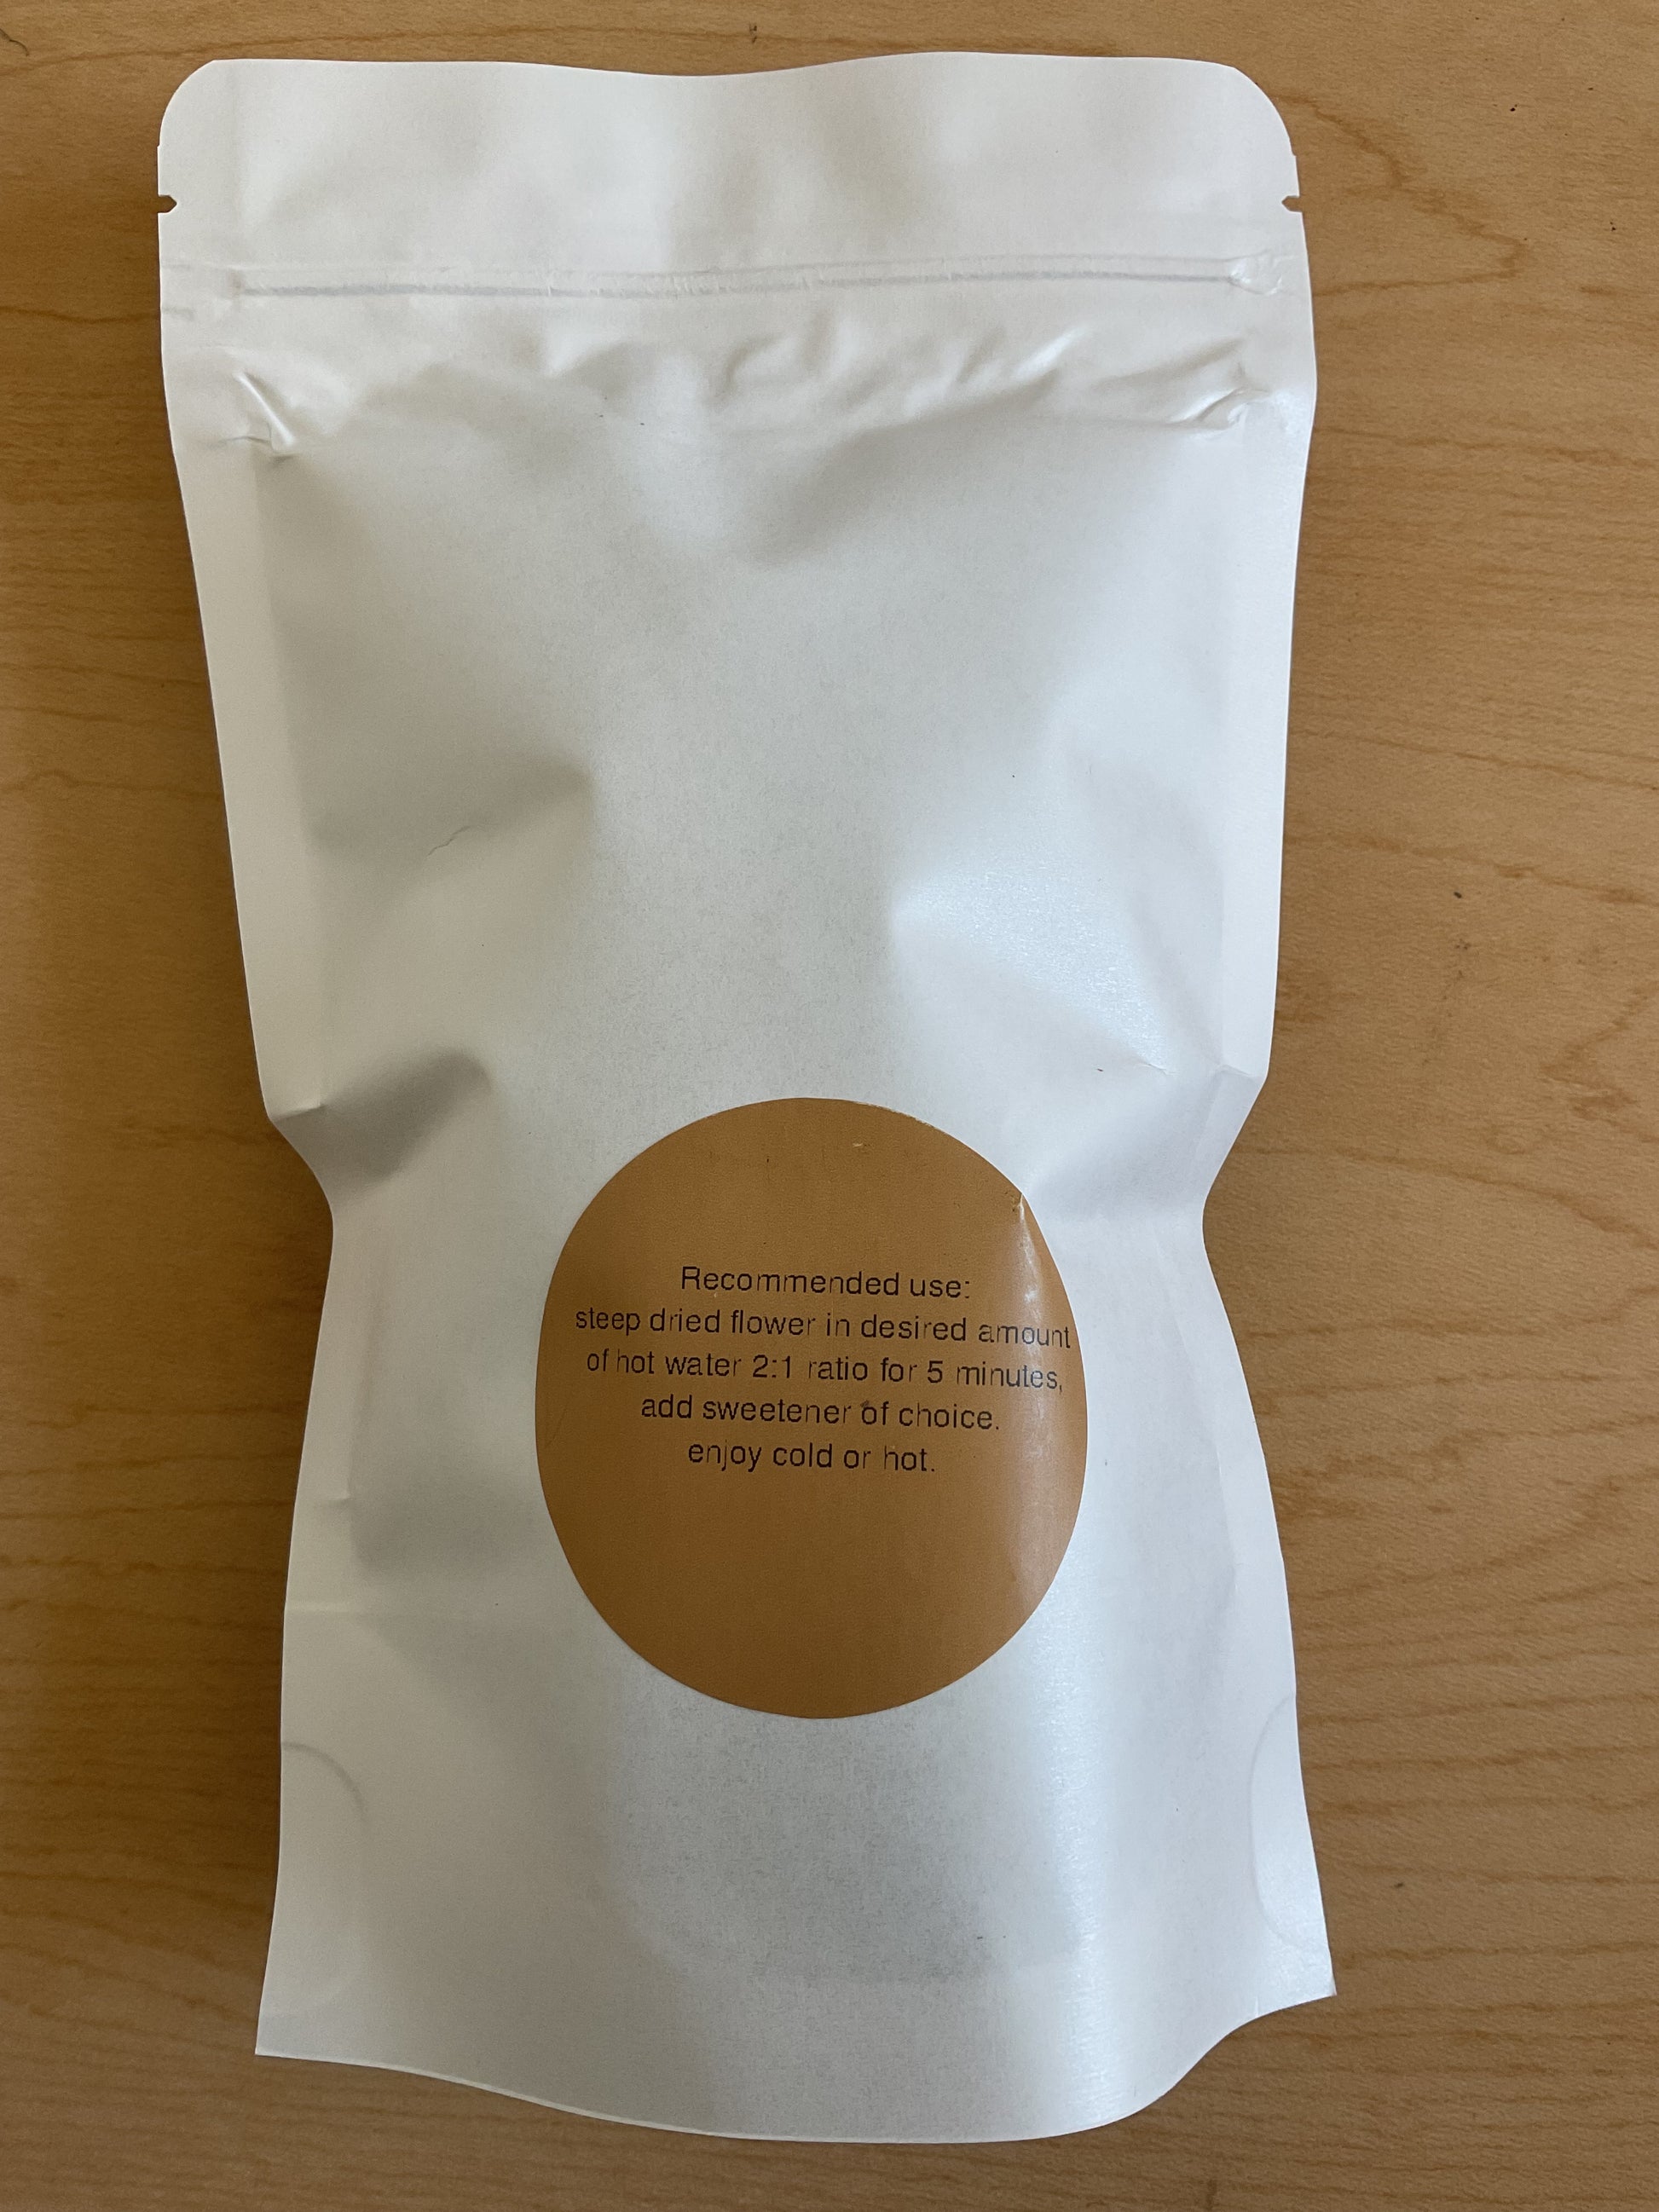 Recommended use:
steep dried flower in desired amount
of hot water 2:1 ratio for 5 minutes,
add sweetener of choice.
enjoy cold or hot.